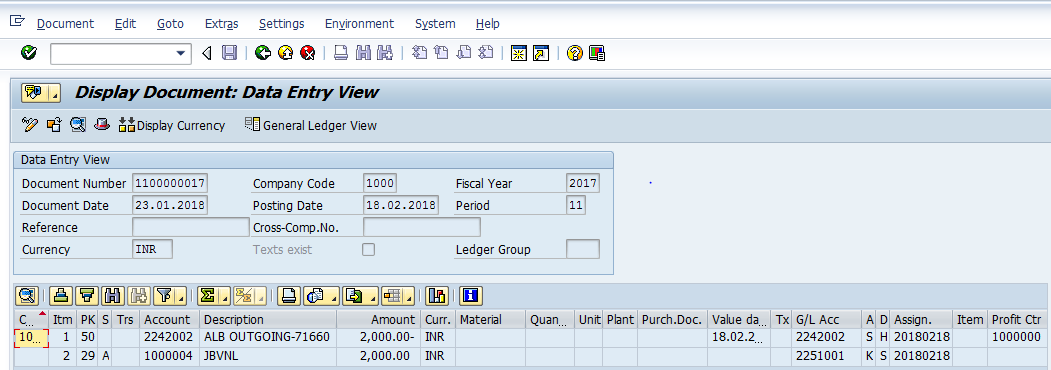 Document Edit Goto Extras Settings Environment System Help
Display Document: Data Entry View
Display Currency General Ledger View
Data Entry View
Document Number 1100000017 Company Code 1000 Fiscal Year 2017
Document Date 23.01.2018 Posting Date 18.02.2018 Period 11
Reference Cross-Comp.No.
Currency INR Texts exist Ledger Group
C... Itm PK S Trs Account Description Amount Curr. Material Quan... Unit Plant Purch.Doc. Value da... Tx G/L Acc A D Assign. Item Profit Ctr
10... 1 50 2242002 ALB OUTGOING-71660 2,000.00- INR 18.02.2... 2242002 S H 20180218 1000000
2 29 A 1000004 JBVNL 2,000.00 INR 2251001 K S 20180218